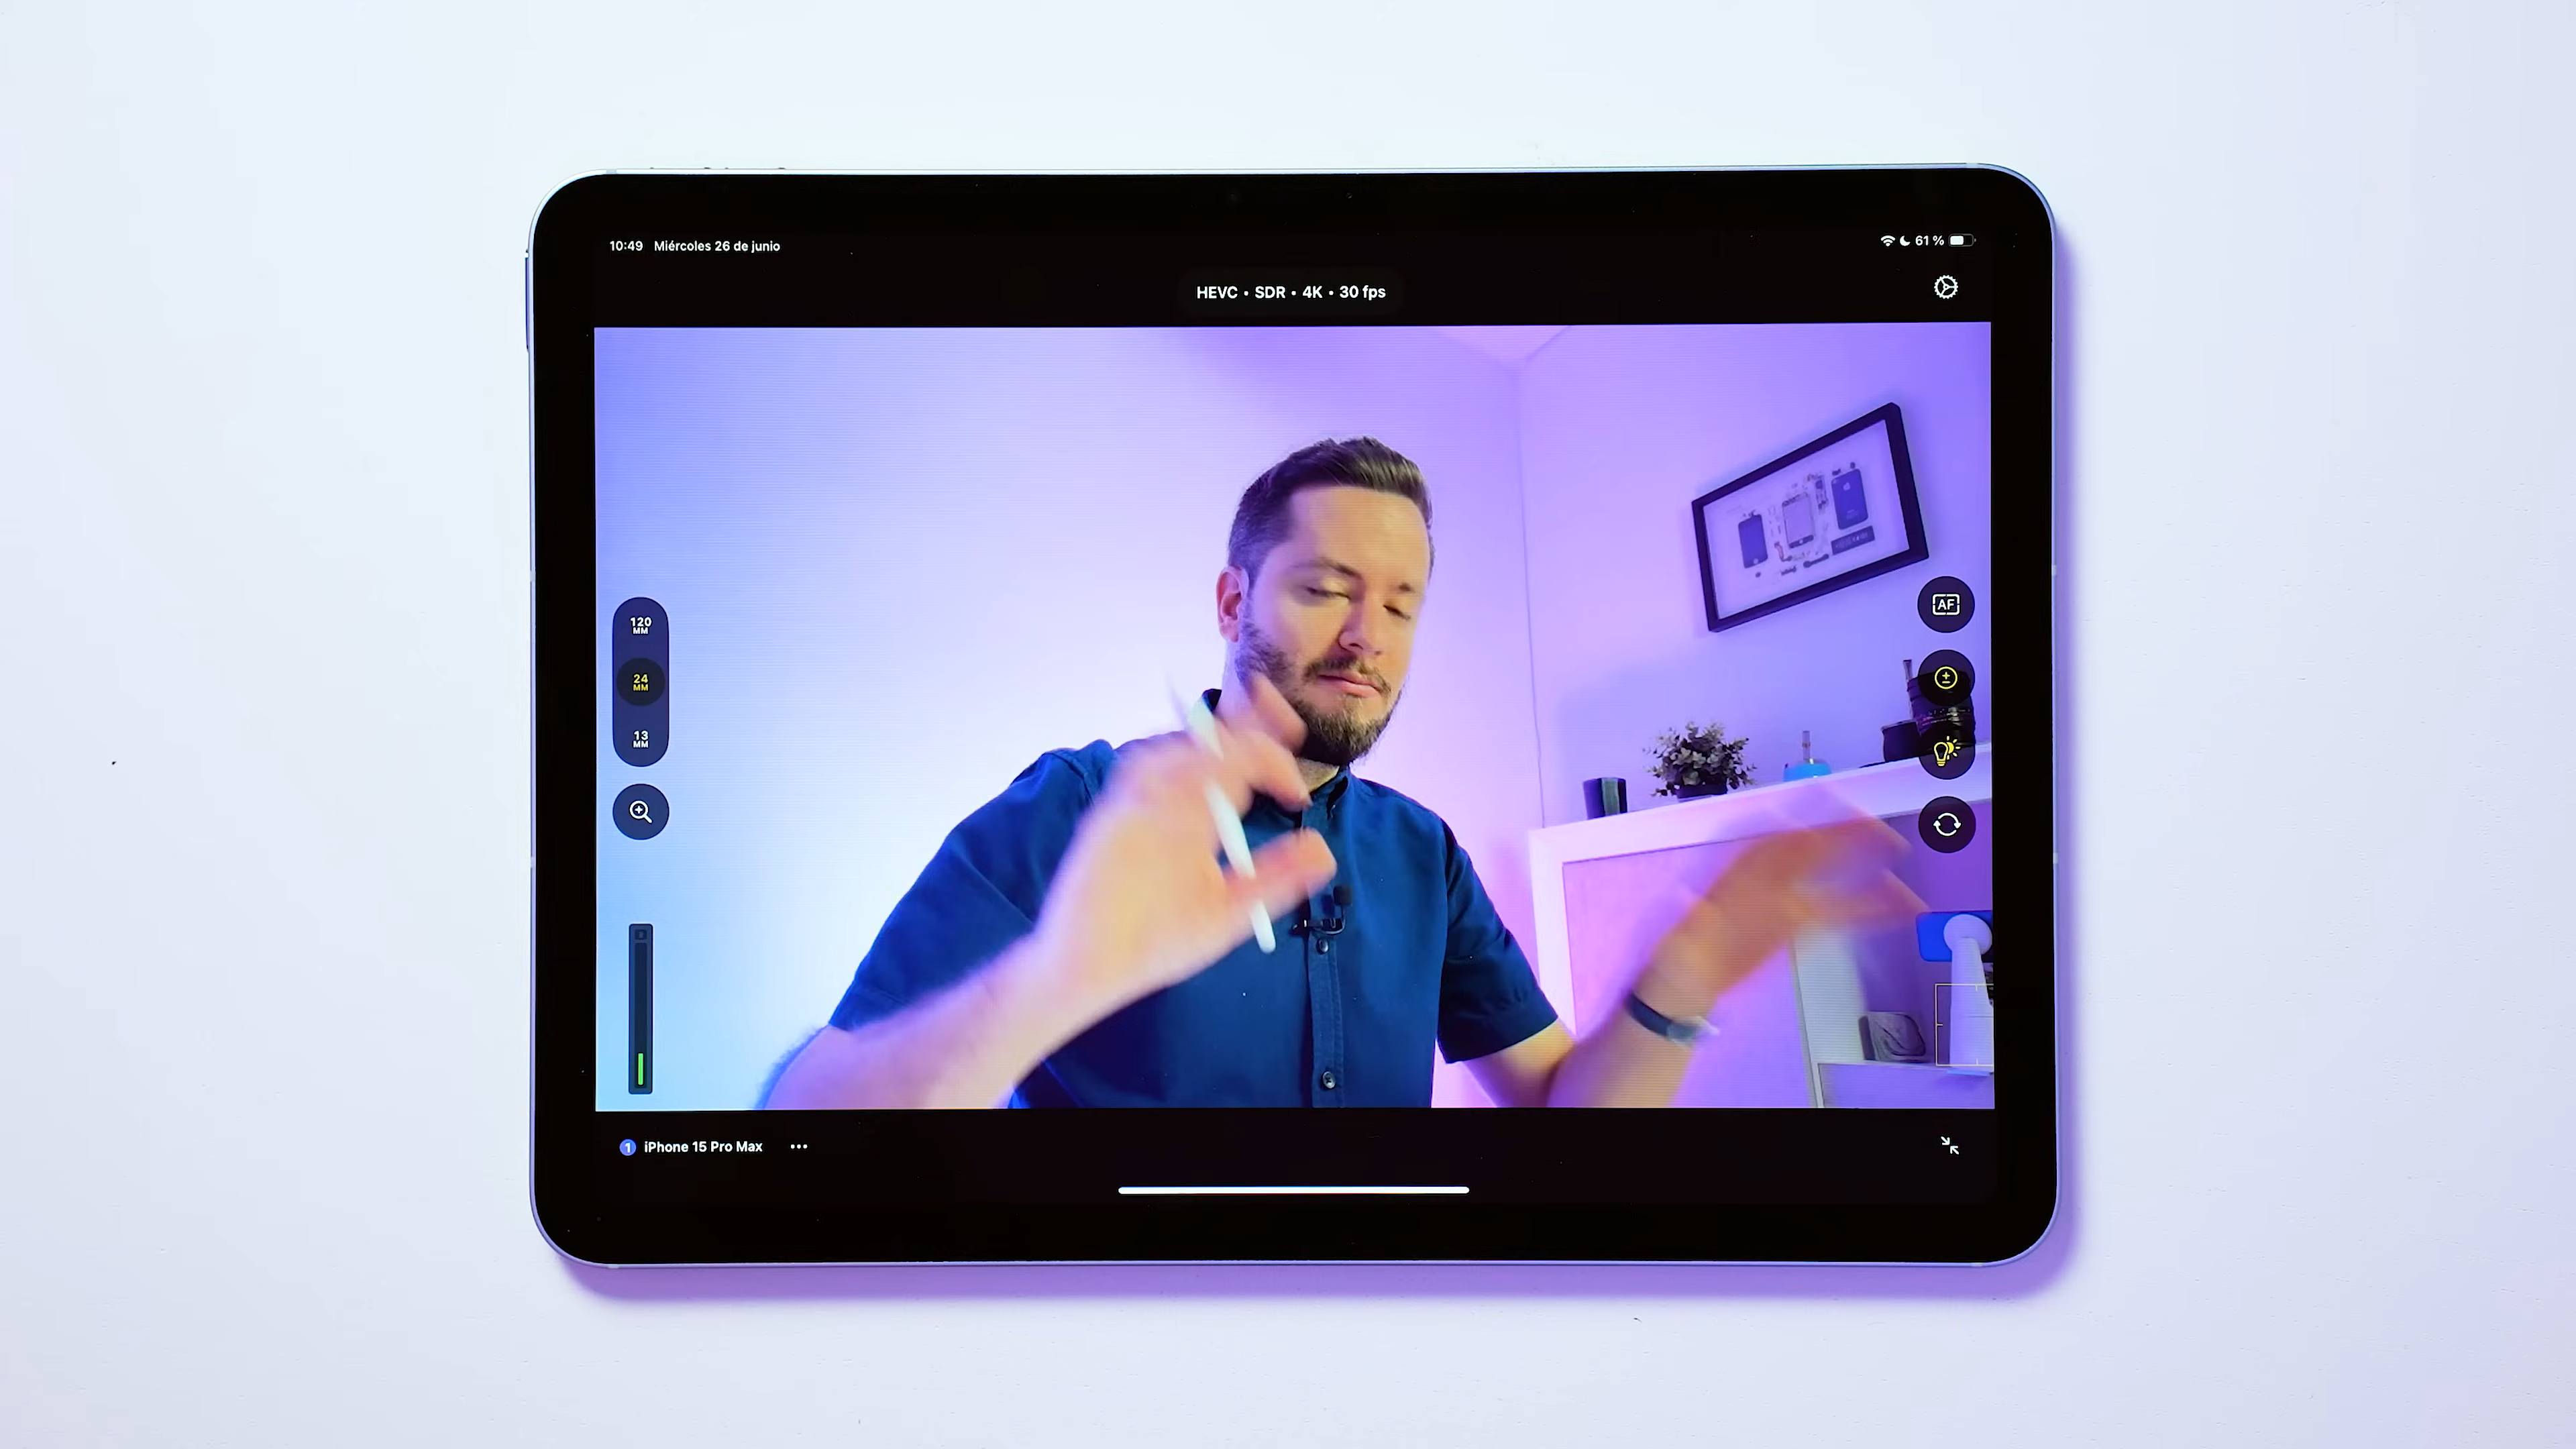 10:49 Miércoles 26 de junio
61 %
HEVC • SDR • 4K • 30 fps
120
MM
24
MM
13
MM
AF
1 iPhone 15 Pro Max •••